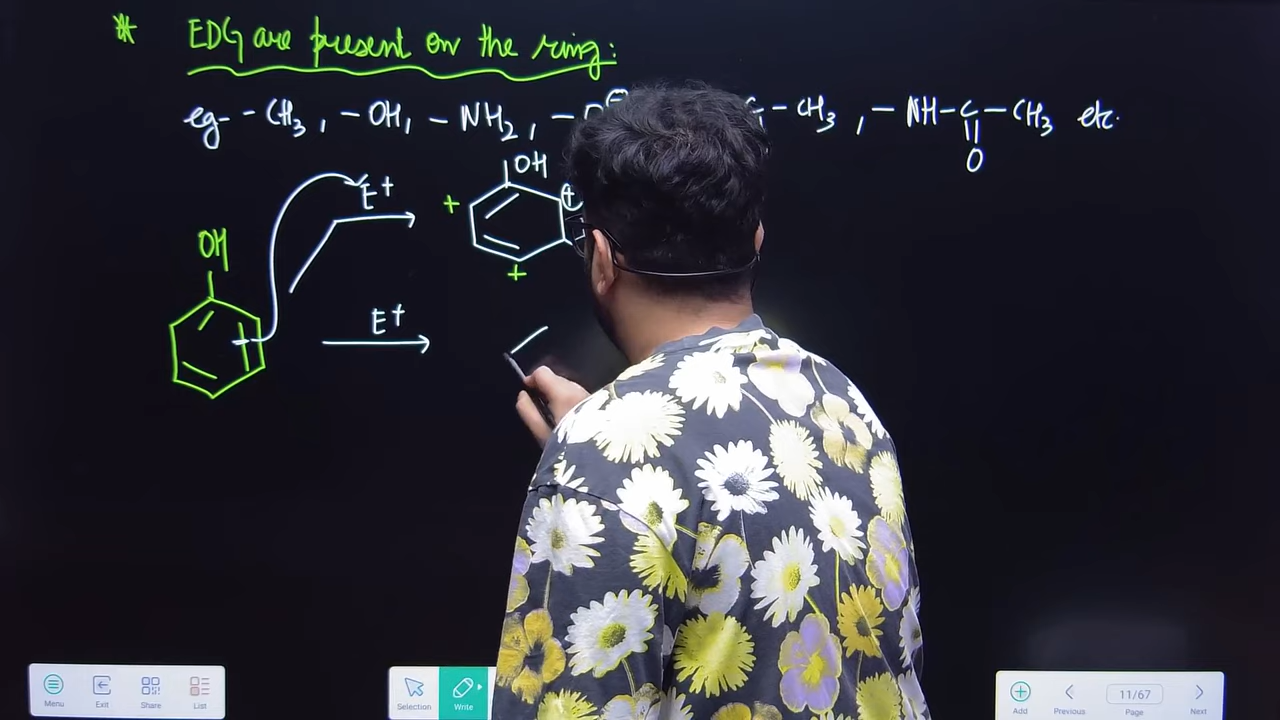 * EDG are present on the ring:
eg- - CH3, - OH, - NH2, - - CH3, - NH - C - CH3 etc.
O
OH
E+
+
+
+
OH
E+
Menu
Exit
Share
List
Selection
Write
Add
Previous
11/67
Page
Next